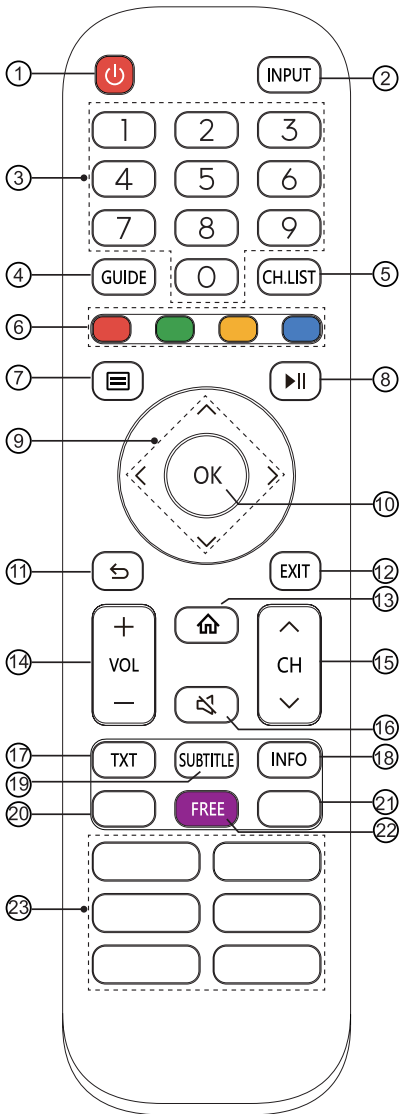 ① ②
INPUT
1 2 3
③
4 5 6
7 8 9
④ GUIDE 0 CH.LIST ⑤
⑥
⑦ ⑧
⑨
OK
⑩
⑪ EXIT ⑫
⑬
+
⑭ VOL CH ⑮
−
⑯
⑰ TXT SUBTITLE INFO ⑱
⑲
⑳ FREE ㉑
㉒
㉓